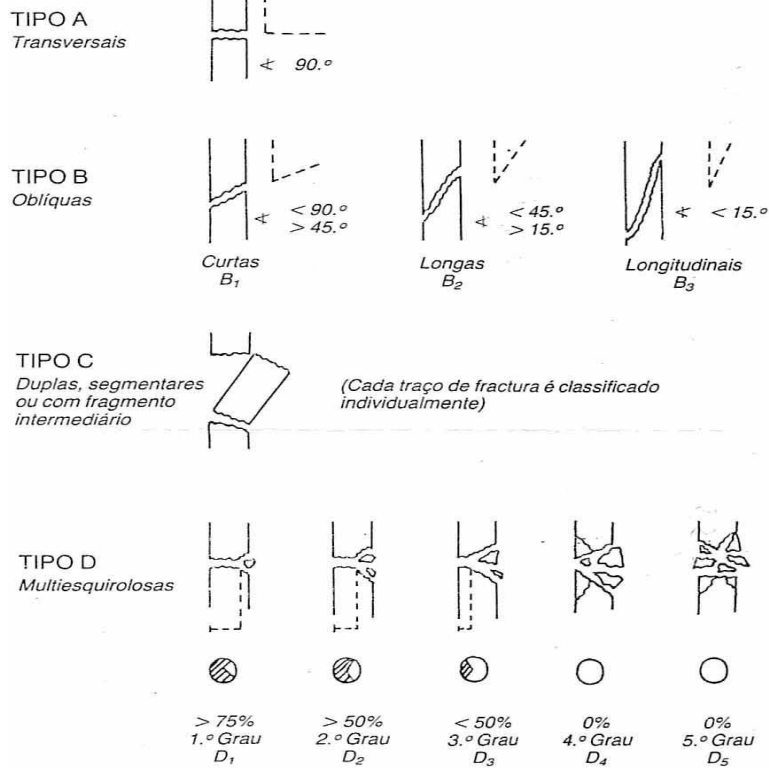 TIPO A
Transversais
∢ 90.º
TIPO B
Oblíquas
∢ < 90.º
> 45.º
Curtas
B₁
∢ < 45.º
> 15.º
Longas
B₂
∢ < 15.º
Longitudinais
B₃
TIPO C
Duplas, segmentares
ou com fragmento
intermediário
(Cada traço de fractura é classificado
individualmente)
TIPO D
Multiesquirolosas
> 75%
1.º Grau
D₁
> 50%
2.º Grau
D₂
< 50%
3.º Grau
D₃
0%
4.º Grau
D₄
0%
5.º Grau
D₅